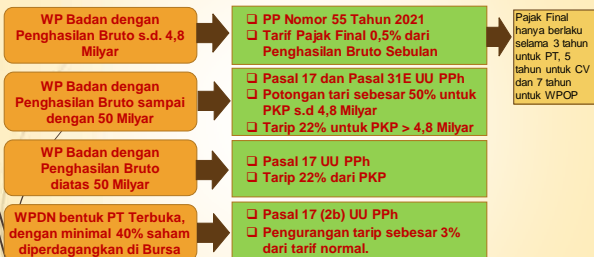 WP Badan dengan
Penghasilan Bruto s.d. 4,8
Milyar
❑ PP Nomor 55 Tahun 2021
❑ Tarif Pajak Final 0,5% dari
Penghasilan Bruto Sebulan
Pajak Final
hanya berlaku
selama 3 tahun
untuk PT, 5
tahun untuk CV
dan 7 tahun
untuk WPOP
WP Badan dengan
Penghasilan Bruto sampai
dengan 50 Milyar
❑ Pasal 17 dan Pasal 31E UU PPh
❑ Potongan tari sebesar 50% untuk
PKP s.d 4,8 Milyar
❑ Tarip 22% untuk PKP > 4,8 Milyar
WP Badan dengan
Penghasilan Bruto
diatas 50 Milyar
❑ Pasal 17 UU PPh
❑ Tarip 22% dari PKP
WPDN bentuk PT Terbuka,
dengan minimal 40% saham
diperdagangkan di Bursa
❑ Pasal 17 (2b) UU PPh
❑ Pengurangan tarip sebesar 3%
dari tarif normal.